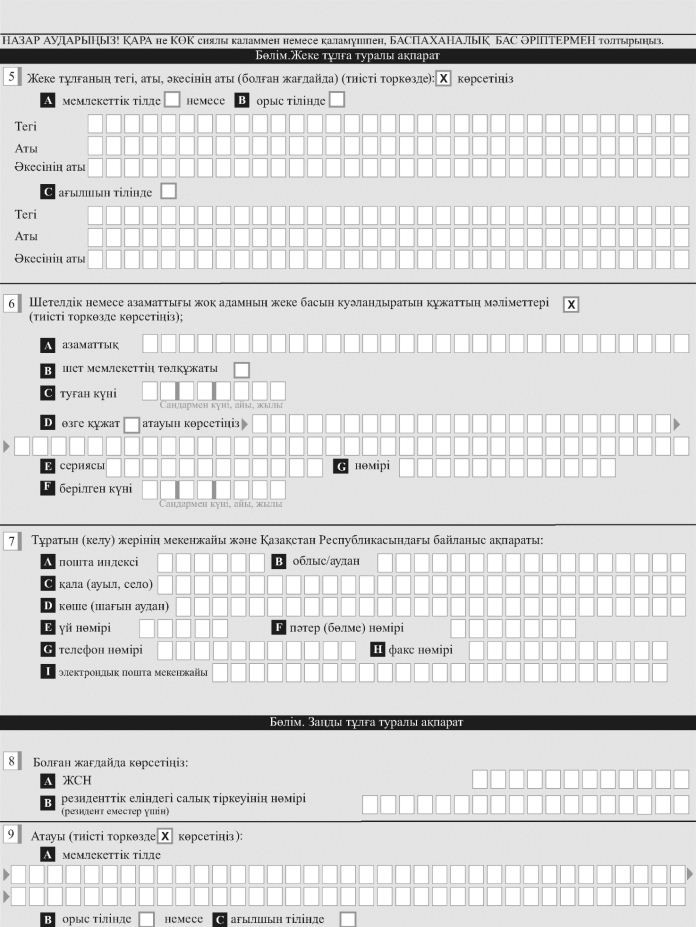 НАЗАР АУДАРЫҢЫЗ! ҚАРА не КӨК сиялы каламмен немесе қаламүшпен, БАСПАХАНАЛЫҚ БАС ӘРІПТЕРМЕН толтырыңыз.
Бөлім.Жеке тұлға туралы ақпарат
5 Жеке тұлғаның тегі, аты, әкесінің аты (болған жағдайда) (тиісті торкөзде): X көрсетіңіз
A мемлекеттік тілде немесе B орыс тілінде
Тегі
Аты
Әкесінің аты
C ағылшын тілінде
Тегі
Аты
Әкесінің аты
6 Шетелдік немесе азаматтығы жоқ адамның жеке басын куәландыратын құжаттың мәліметтері X
(тиісті торкөзде көрсетіңіз);
A азаматтық
B шет мемлекеттің төлқұжаты
C туған күні
Сандармен күні, айы, жылы
D өзге құжат атауын көрсетіңіз
E сериясы G нөмірі
F берілген күні
Сандармен күні, айы, жылы
7 Тұратын (келу) жерінің мекенжайы және Қазақстан Республикасындағы байланыс ақпараты:
A пошта индексі B облыс/аудан
C қала (ауыл, село)
D көше (шағын аудан)
E үй нөмірі F пәтер (бөлме) нөмірі
G телефон нөмірі H факс нөмірі
I электрондық пошта мекенжайы
Бөлім. Заңды тұлға туралы ақпарат
8 Болған жағдайда көрсетіңіз:
A ЖСН
B резиденттік еліндегі салық тіркеуінің нөмірі
(резидент еместер үшін)
9 Атауы (тиісті торкөзде X көрсетіңіз):
A мемлекеттік тілде
B орыс тілінде немесе C ағылшын тілінде